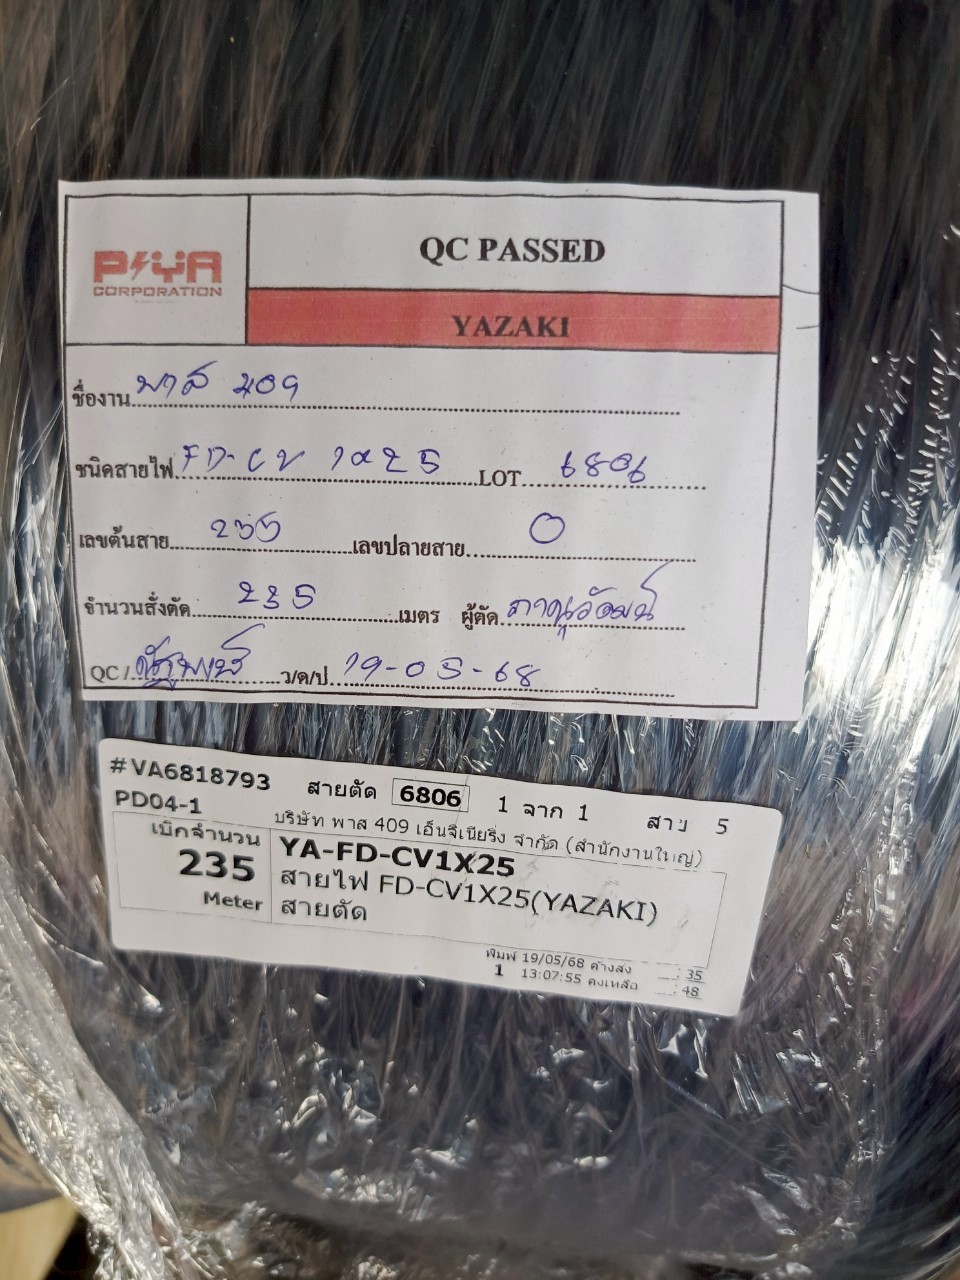 PIYA
CORPORATION
QC PASSED
YAZAKI
ชื่องาน พาส 409
ชนิดสายไฟ FD-CV 1x25 LOT 6806
เลขต้นสาย 235 เลขปลายสาย 0
จำนวนสั่งตัด 235 เมตร ผู้ตัด ภาณุวัฒน์
QC / ว/ด/ป 19-05-68
#VA6818793 สายตัด 6806 1 จาก 1 สาย 5
PD04-1 บริษัท พาส 409 เอ็นจิเนียริ่ง จำกัด (สำนักงานใหญ่)
เบิกจำนวน YA-FD-CV1X25
235 สายไฟ FD-CV1X25(YAZAKI)
Meter สายตัด
พิมพ์ 19/05/68 ค้างส่ง 35
1 13:07:55 คงเหลือ 48